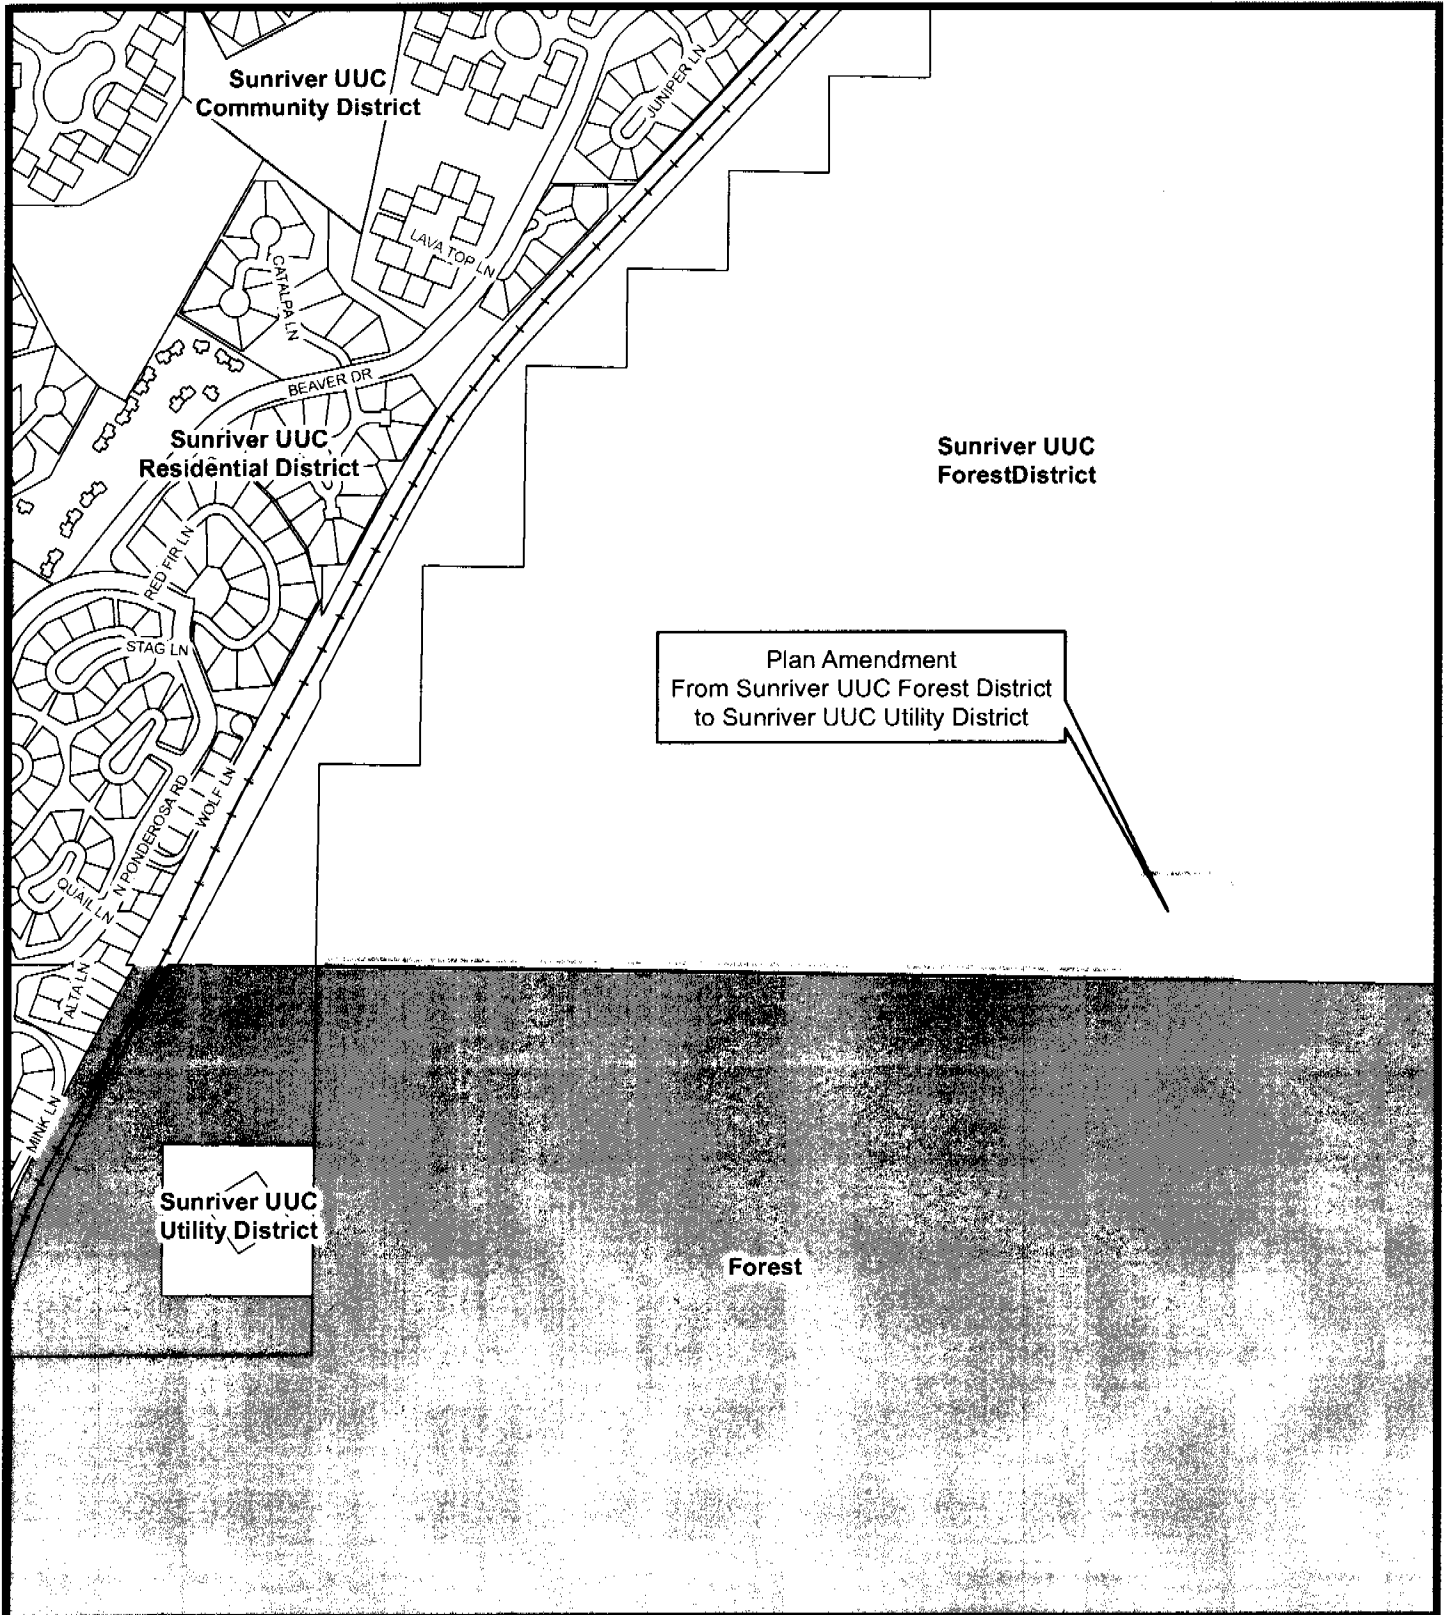 Sunriver UUC
Community District
JUNIPER LN
LAVA TOP LN
CATALPA LN
BEAVER DR
Sunriver UUC
Residential District
Sunriver UUC
ForestDistrict
RED FIR LN
STAG LN
Plan Amendment
From Sunriver UUC Forest District
to Sunriver UUC Utility District
WOLF LN
N PONDEROSA RD
QUAIL LN
ALTA LN
MINK LN
Sunriver UUC
Utility District
Forest